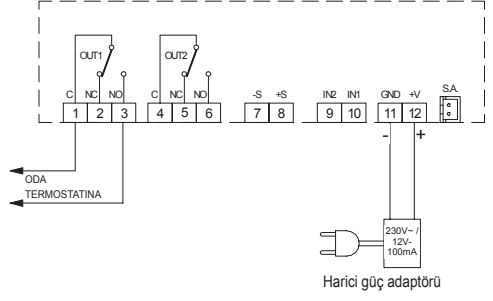 OUT1 OUT2
C NC NO C NC NO -S +S IN2 IN1 GND +V S.A.
1 2 3 4 5 6 7 8 9 10 11 12
- +
ODA
TERMOSTATINA
230V~ /
12V-
100mA
Harici güç adaptörü